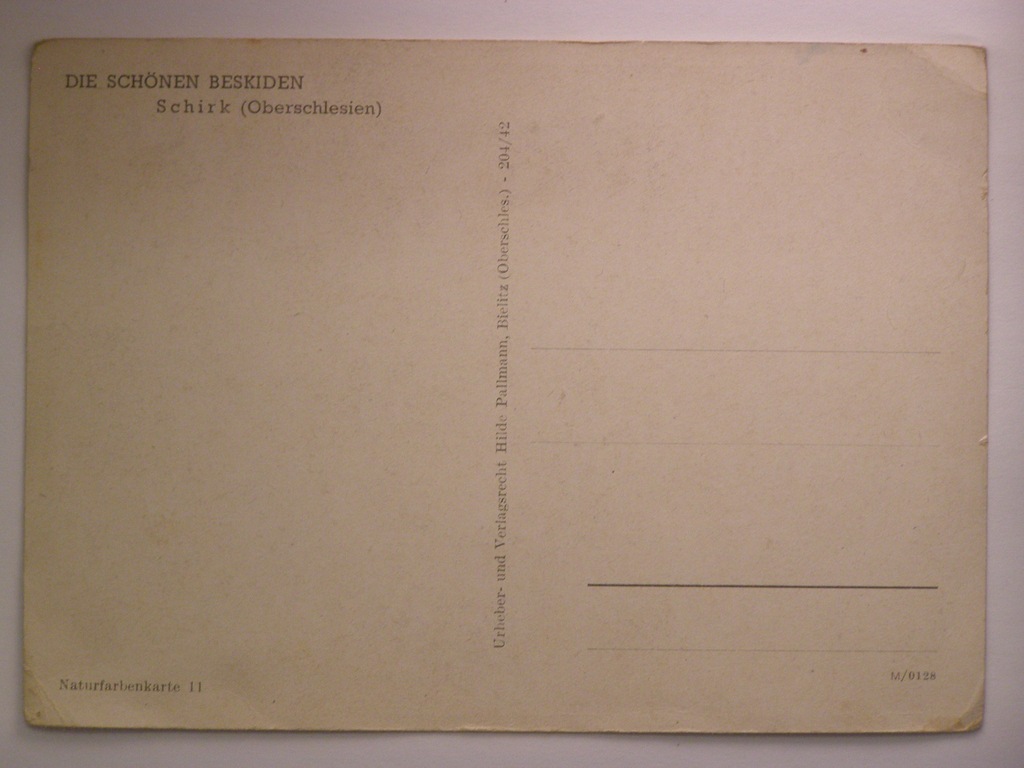 DIE SCHÖNEN BESKIDEN
Schirk (Oberschlesien)
Urheber- und Verlagsrecht Hilde Pallmann, Bielitz (Oberschles.) - 204/42
Naturfarbenkarte 11
M/0128